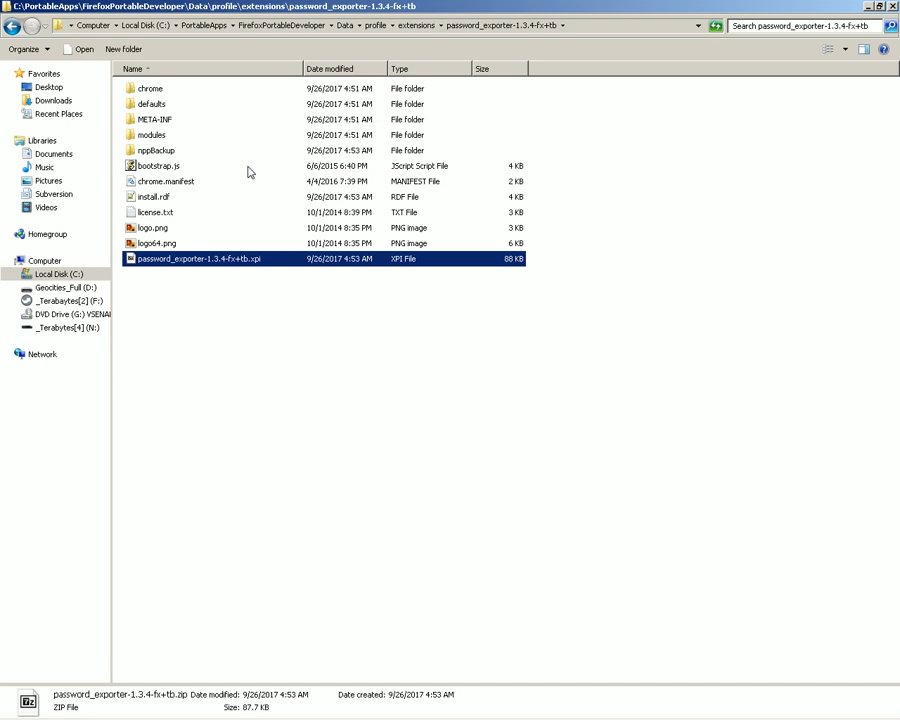 C:\PortableApps\FirefoxPortableDeveloper\Data\profile\extensions\password_exporter-1.3.4-fx+tb
Computer Local Disk (C:) PortableApps FirefoxPortableDeveloper Data profile extensions password_exporter-1.3.4-fx+tb Search password_exporter-1.3.4-fx+tb
Organize Open New folder
Name Date modified Type Size
Favorites
Desktop
Downloads
Recent Places
Libraries
Documents
Music
Pictures
Subversion
Videos
Homegroup
Computer
Local Disk (C:)
Geocities_Full (D:)
_Terabaytes[2] (F:)
DVD Drive (G:) VSENA
_Terabytes[4] (N:)
Network
chrome 9/26/2017 4:51 AM File folder
defaults 9/26/2017 4:51 AM File folder
META-INF 9/26/2017 4:51 AM File folder
modules 9/26/2017 4:51 AM File folder
nppBackup 9/26/2017 4:53 AM File folder
bootstrap.js 6/6/2015 6:40 PM JScript Script File 4 KB
chrome.manifest 4/4/2016 7:39 PM MANIFEST File 2 KB
install.rdf 9/26/2017 4:53 AM RDF File 4 KB
license.txt 10/1/2014 8:39 PM TXT File 3 KB
logo.png 10/1/2014 8:35 PM PNG image 3 KB
logo64.png 10/1/2014 8:35 PM PNG image 6 KB
password_exporter-1.3.4-fx+tb.xpi 9/26/2017 4:53 AM XPI File 88 KB
password_exporter-1.3.4-fx+tb.zip Date modified: 9/26/2017 4:53 AM Date created: 9/26/2017 4:53 AM
ZIP File Size: 87.7 KB
7z